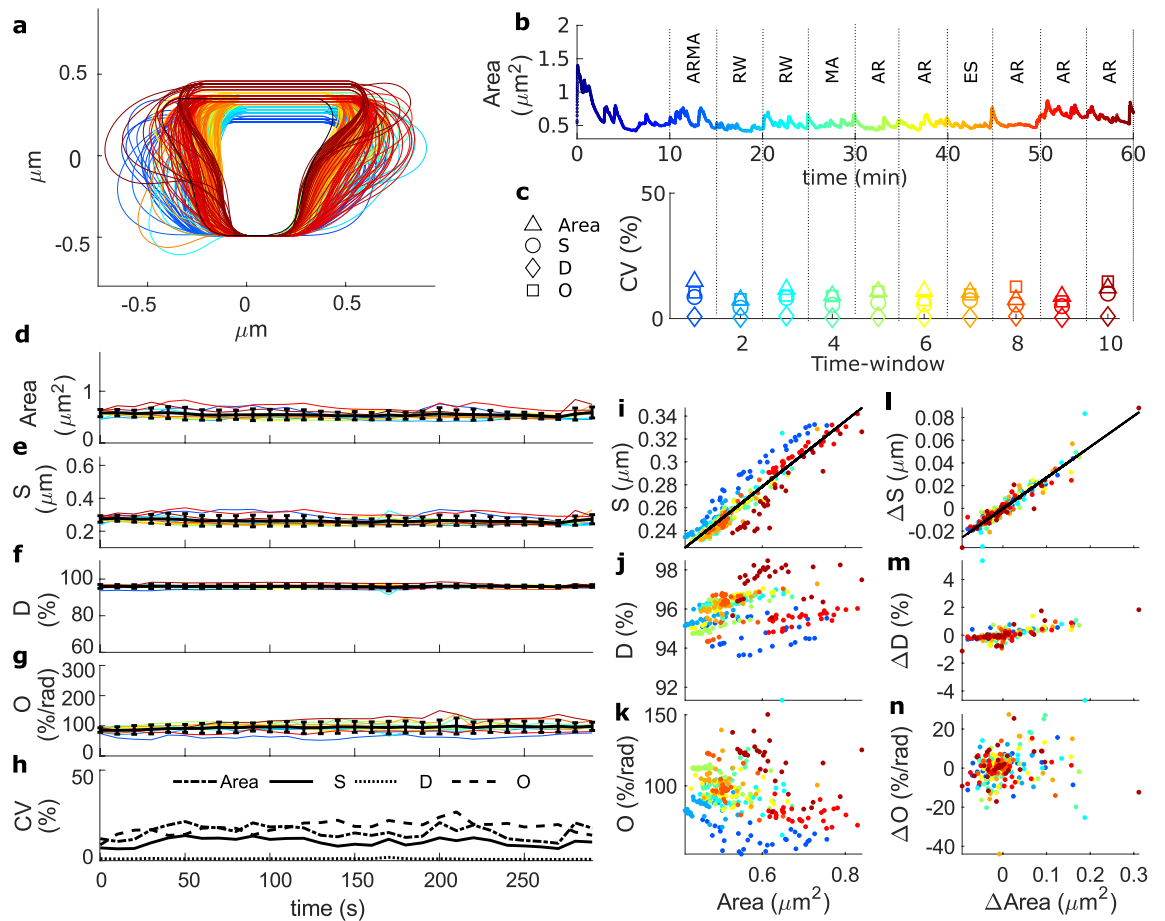 a
0.5
0
-0.5
μm
-0.5
0
0.5
μm
b
Area
(μm²)
2
1.5
1
0.5
ARMA
RW
RW
MA
AR
AR
ES
AR
AR
AR
0
10
20
30
40
50
60
time (min)
c
CV (%)
50
0
Area
S
D
O
2
4
6
8
10
Time-window
d
Area
(μm²)
1
0
e
S
(μm)
0.6
0.4
0.2
f
D
(%)
100
80
60
g
O
(%/rad)
300
200
100
0
h
CV
(%)
50
0
Area
S
D
O
0
50
100
150
200
250
time (s)
i
S (μm)
0.34
0.32
0.3
0.28
0.26
0.24
j
D (%)
98
96
94
92
k
O (%/rad)
150
100
0.6
0.8
Area (μm²)
l
ΔS (μm)
0.08
0.06
0.04
0.02
0
-0.02
m
ΔD (%)
4
2
0
-2
-4
n
ΔO (%/rad)
20
0
-20
-40
0
0.1
0.2
0.3
ΔArea (μm²)